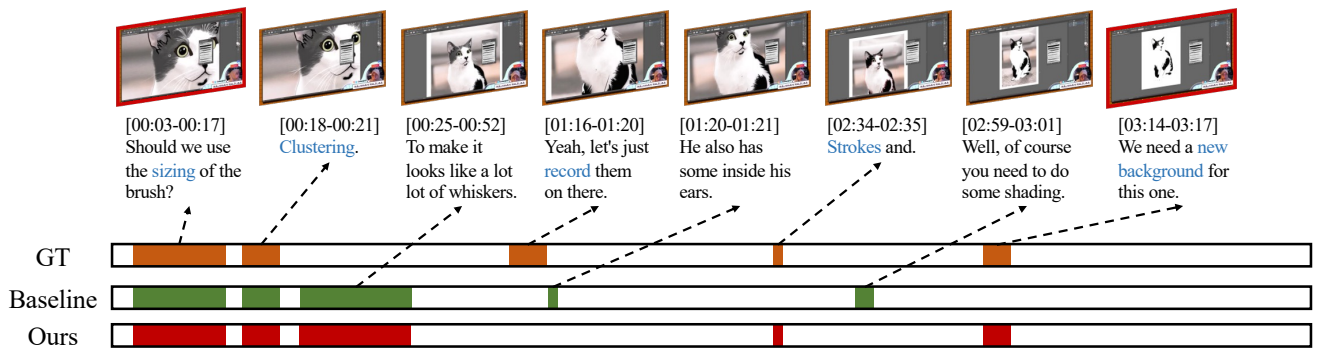 [00:03-00:17]
Should we use
the sizing of the
brush?
[00:18-00:21]
Clustering.
[00:25-00:52]
To make it
looks like a lot
lot of whiskers.
[01:16-01:20]
Yeah, let's just
record them
on there.
[01:20-01:21]
He also has
some inside his
ears.
[02:34-02:35]
Strokes and.
[02:59-03:01]
Well, of course
you need to do
some shading.
[03:14-03:17]
We need a new
background for
this one.
GT
Baseline
Ours